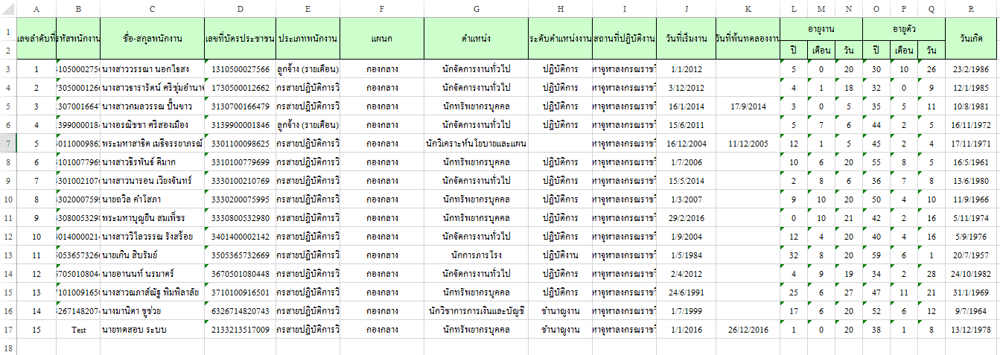 A B C D E F G H I J K L M N O P Q R
1 เลขลำดับที่ รหัสพนักงาน ชื่อ-สกุลพนักงาน เลขที่บัตรประชาชน ประเภทพนักงาน แผนก ตำแหน่ง ระดับตำแหน่งงาน สถานที่ปฏิบัติงาน วันที่เริ่มงาน วันที่พ้นทดลองงาน อายุงาน อายุตัว วันเกิด
2 ปี เดือน วัน ปี เดือน วัน
3 1 31050002756 นางสาววรรณา นอกไธสง 1310500027566 ลูกจ้าง (รายเดือน) กองกลาง นักจัดการงานทั่วไป ปฏิบัติการ หาจุฬาลงกรณราชวิ 1/1/2012 5 0 20 30 10 26 23/2/1986
4 2 73050001266 นางสาวธารารัตน์ ศรีชุ่มอำนาจ 1730500012662 กรสายปฏิบัติการวิ กองกลาง นักจัดการงานทั่วไป ปฏิบัติการ หาจุฬาลงกรณราชวิ 3/12/2012 4 1 18 32 0 9 12/1/1985
5 3 1307001664 นางสาวกมลวรรณ ปั้นขาว 3130700166479 กรสายปฏิบัติการวิ กองกลาง นักทรัพยกรบุคคล ปฏิบัติการ หาจุฬาลงกรณราชวิ 16/1/2014 17/9/2014 3 0 5 35 5 11 10/8/1981
6 4 1399000018 นางอรณิชชา ศรีสองเมือง 3139900001846 ลูกจ้าง (รายเดือน) กองกลาง นักจัดการงานทั่วไป ปฏิบัติการ หาจุฬาลงกรณราชวิ 15/6/2011 5 7 6 44 2 5 16/11/1972
7 5 3011000986 พระมหาสาธิต เมธีจรรยาภรณ์ 3301100098625 กรสายปฏิบัติการวิ กองกลาง นักวิเคราะห์นโยบายและแผน หาจุฬาลงกรณราชวิ 16/12/2004 11/12/2005 12 1 5 45 2 4 17/11/1971
8 6 3101007796 นางสาวธีรพันธ์ ดีมาก 3310100779699 กรสายปฏิบัติการวิ กองกลาง นักทรัพยกรบุคคล ปฏิบัติการ หาจุฬาลงกรณราชวิ 1/7/2006 10 6 20 55 8 5 16/5/1961
9 7 3301002107 นางสาวนารอน เวียงจันทร์ 3330100210769 กรสายปฏิบัติการวิ กองกลาง นักจัดการงานทั่วไป ปฏิบัติการ หาจุฬาลงกรณราชวิ 15/5/2014 2 8 6 36 7 8 13/6/1980
10 8 3302000759 นายถวิล คำโสภา 3330200075995 กรสายปฏิบัติการวิ กองกลาง นักทรัพยากรบุคคล ปฏิบัติการ หาจุฬาลงกรณราชวิ 1/3/2007 9 10 20 50 4 10 11/9/1966
11 9 3308005329 พระมหาบุญยืน สมเพ็ชร 3330800532980 กรสายปฏิบัติการวิ กองกลาง นักทรัพยากรบุคคล ปฏิบัติการ หาจุฬาลงกรณราชวิ 29/2/2016 0 10 21 42 2 16 5/11/1974
12 10 4014000021 นางสาววิไลวรรณ รังสร้อย 3401400002142 กรสายปฏิบัติการวิ กองกลาง นักจัดการงานทั่วไป ปฏิบัติการ หาจุฬาลงกรณราชวิ 1/9/2004 12 4 20 40 4 16 5/9/1976
13 11 5053657326 นายเกิน สิบรัมย์ 3505365732669 กรสายปฏิบัติการวิ กองกลาง นักการภารโรง ปฏิบัติงาน หาจุฬาลงกรณราชวิ 1/5/1984 32 8 20 59 6 1 20/7/1957
14 12 6705010804 นายอานนท์ นรมาตร์ 3670501080448 กรสายปฏิบัติการวิ กองกลาง นักจัดการงานทั่วไป ปฏิบัติการ หาจุฬาลงกรณราชวิ 2/4/2012 4 9 19 34 2 28 24/10/1982
15 13 7101009165 นางสาวณภาส์ณัฐ พิมพิลาลัย 3710100916501 กรสายปฏิบัติการวิ กองกลาง นักทรัพยากรบุคคล ปฏิบัติการ หาจุฬาลงกรณราชวิ 24/6/1991 25 6 27 47 11 21 31/1/1969
16 14 3267148207 นางมานิตา ชูช่วย 6326714820743 กรสายปฏิบัติการวิ กองกลาง นักวิชาการการเงินและบัญชี ชำนาญงาน หาจุฬาลงกรณราชวิ 1/7/1999 17 6 20 52 6 12 9/7/1964
17 15 Test นายทดสอบ ระบบ 2133213517009 กรสายปฏิบัติการวิ กองกลาง นักทรัพยากรบุคคล ชำนาญงาน หาจุฬาลงกรณราชวิ 1/1/2016 26/12/2016 1 0 20 38 1 8 13/12/1978
18